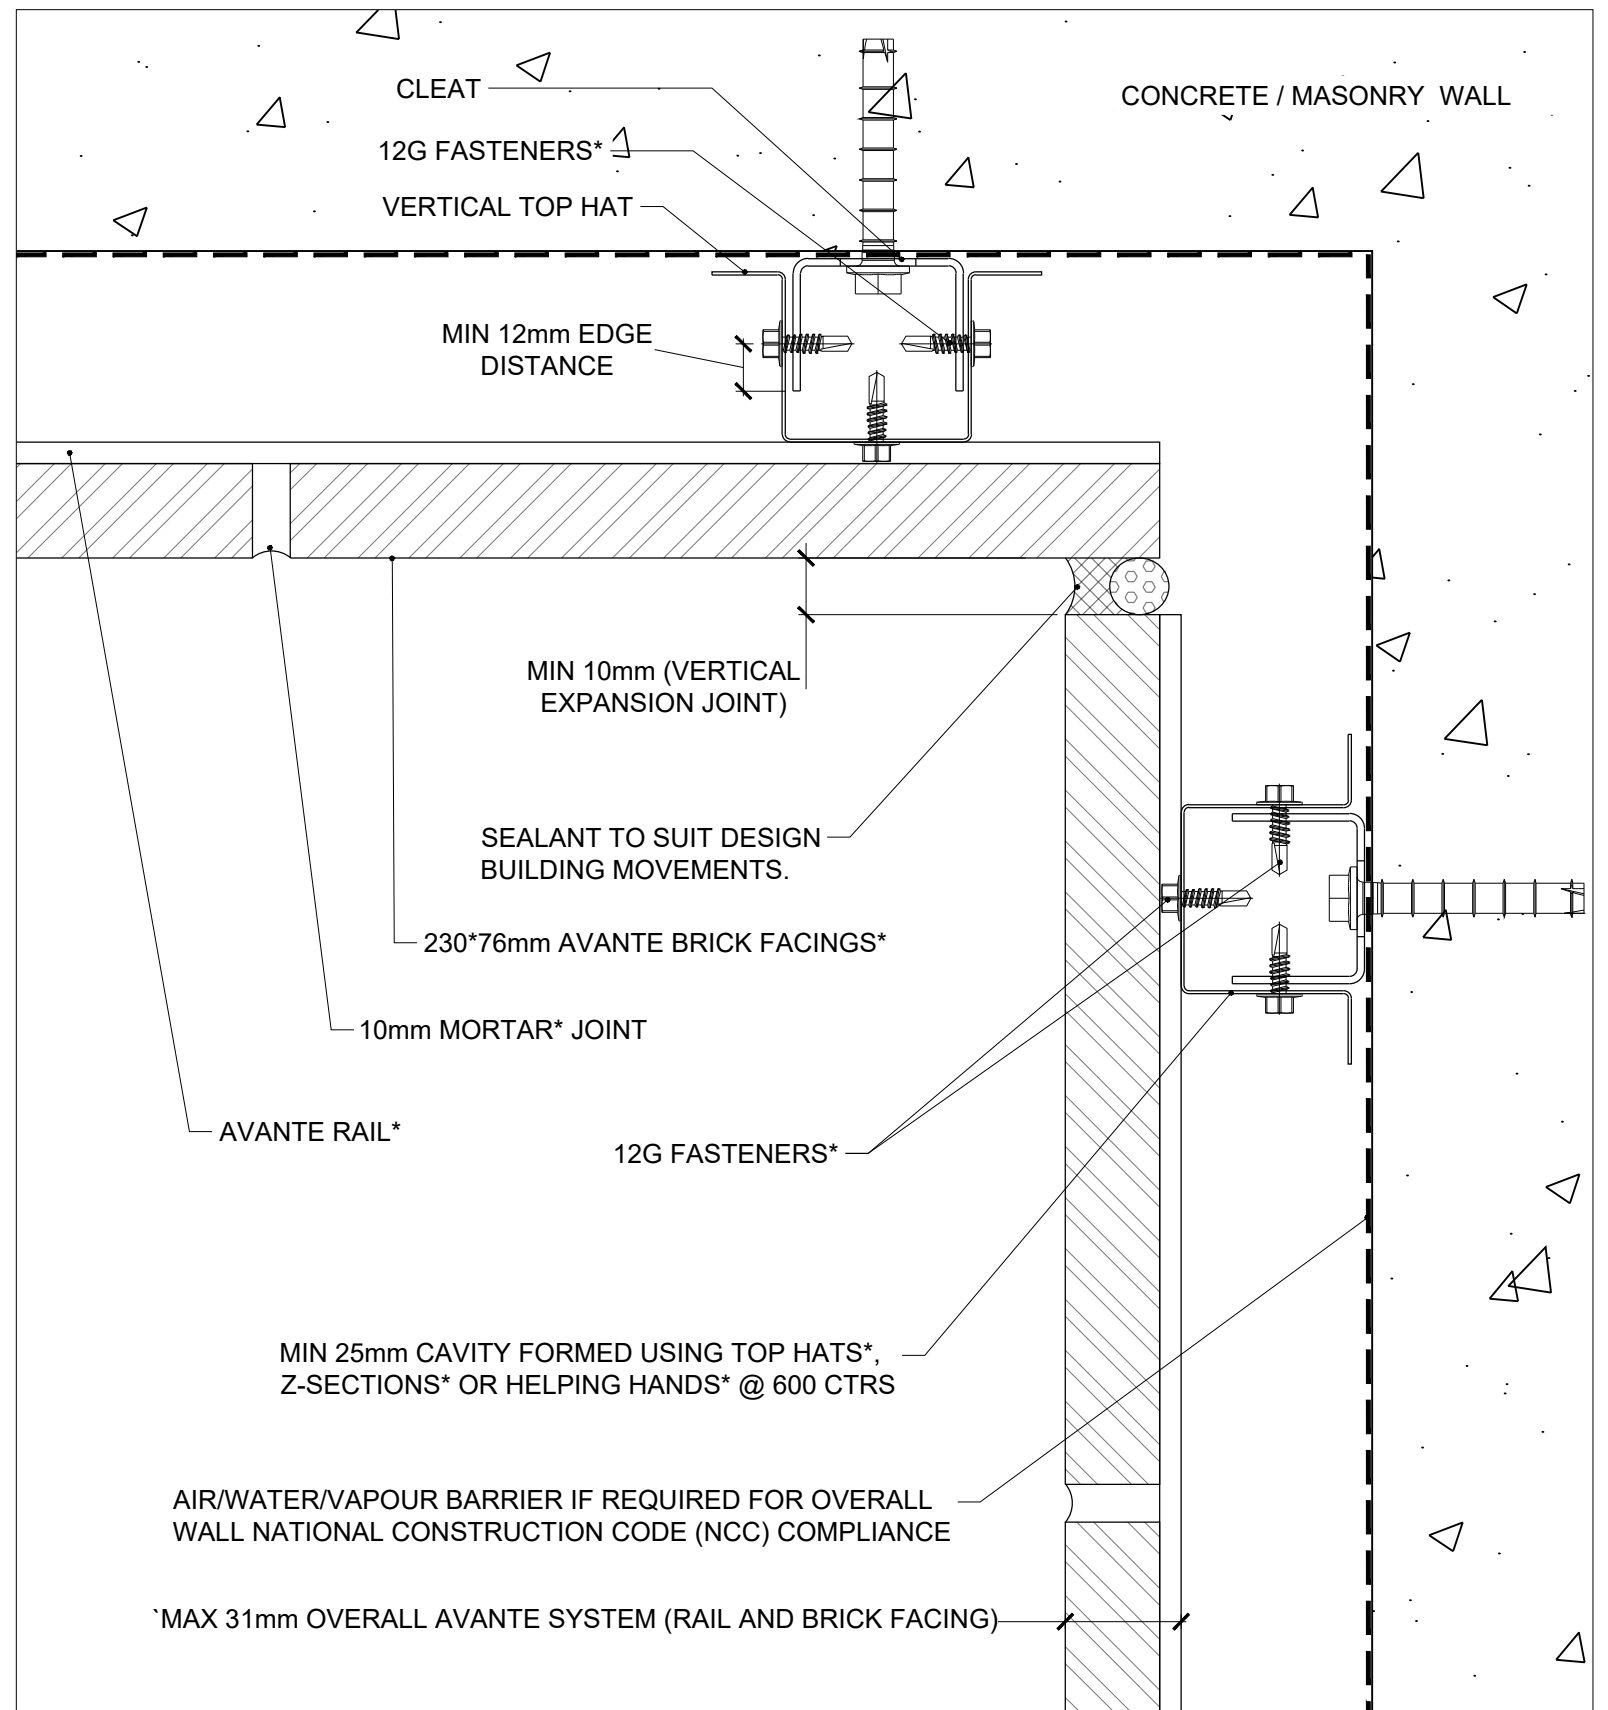 CLEAT
CONCRETE / MASONRY WALL
12G FASTENERS*
VERTICAL TOP HAT
MIN 12mm EDGE
DISTANCE
MIN 10mm (VERTICAL
EXPANSION JOINT)
SEALANT TO SUIT DESIGN
BUILDING MOVEMENTS.
230*76mm AVANTE BRICK FACINGS*
10mm MORTAR* JOINT
AVANTE RAIL*
12G FASTENERS*
MIN 25mm CAVITY FORMED USING TOP HATS*,
Z-SECTIONS* OR HELPING HANDS* @ 600 CTRS
AIR/WATER/VAPOUR BARRIER IF REQUIRED FOR OVERALL
WALL NATIONAL CONSTRUCTION CODE (NCC) COMPLIANCE
`MAX 31mm OVERALL AVANTE SYSTEM (RAIL AND BRICK FACING)